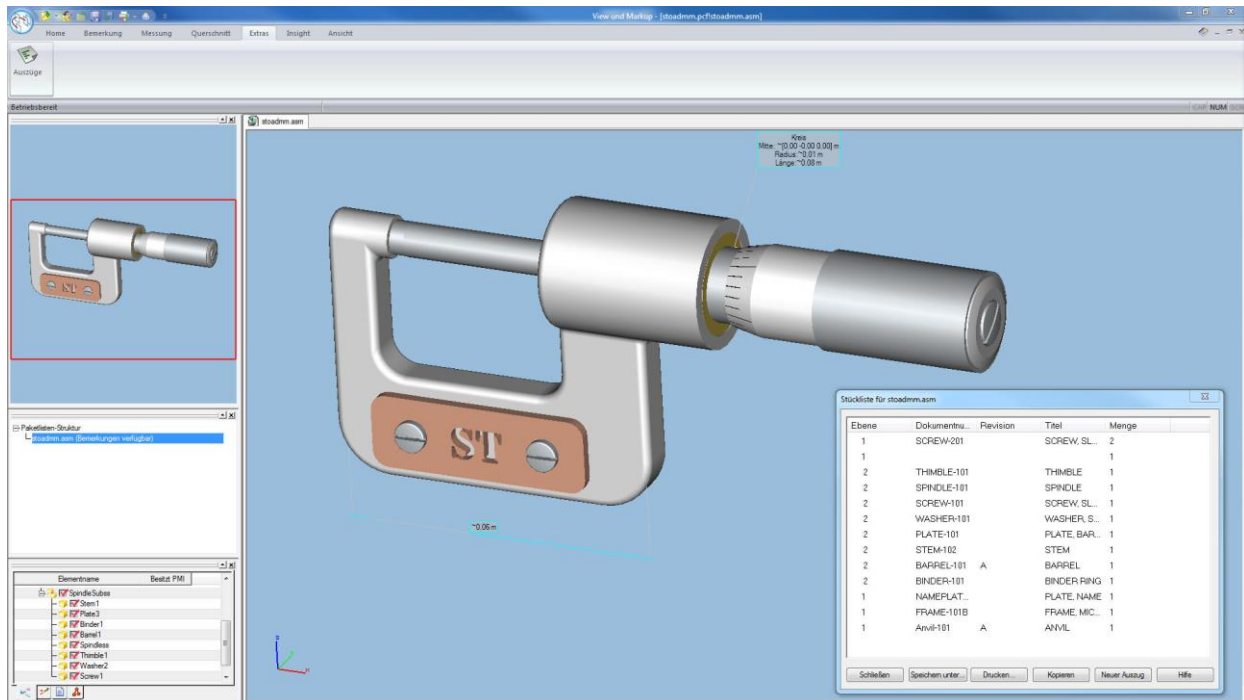 View und Markup - [stoadmm.pcf!stoadmm.asm]
Home Bemerkung Messung Querschnitt Extras Insight Ansicht
Auszüge
Betriebsbereit
CAP NUM SCRL
stoadmm.asm
Kreis
Mitte: ~[0.00 -0.00 0.00] m
Radius:~0.01 m
Länge:~0.08 m
ST
ST
~0.06 m
Paketlisten-Struktur
stoadmm.asm (Bemerkungen verfügbar)
Elementname Besitzt PMI
SpindleSubss
Stem1
Plate3
Binder1
Barrel1
Spindless
Thimble1
Washer2
Screw1
Stückliste für stoadmm.asm
Ebene Dokumentnu... Revision Titel Menge
1 SCREW-201 SCREW, SL... 2
1 1
2 THIMBLE-101 THIMBLE 1
2 SPINDLE-101 SPINDLE 1
2 SCREW-101 SCREW, SL... 1
2 WASHER-101 WASHER, S... 1
2 PLATE-101 PLATE, BAR... 1
2 STEM-102 STEM 1
2 BARREL-101 A BARREL 1
2 BINDER-101 BINDER RING 1
1 NAMEPLAT... PLATE, NAME 1
1 FRAME-101B FRAME, MIC... 1
1 Anvil-101 A ANVIL 1
Schließen Speichern unter... Drucken... Kopieren Neuer Auszug Hilfe